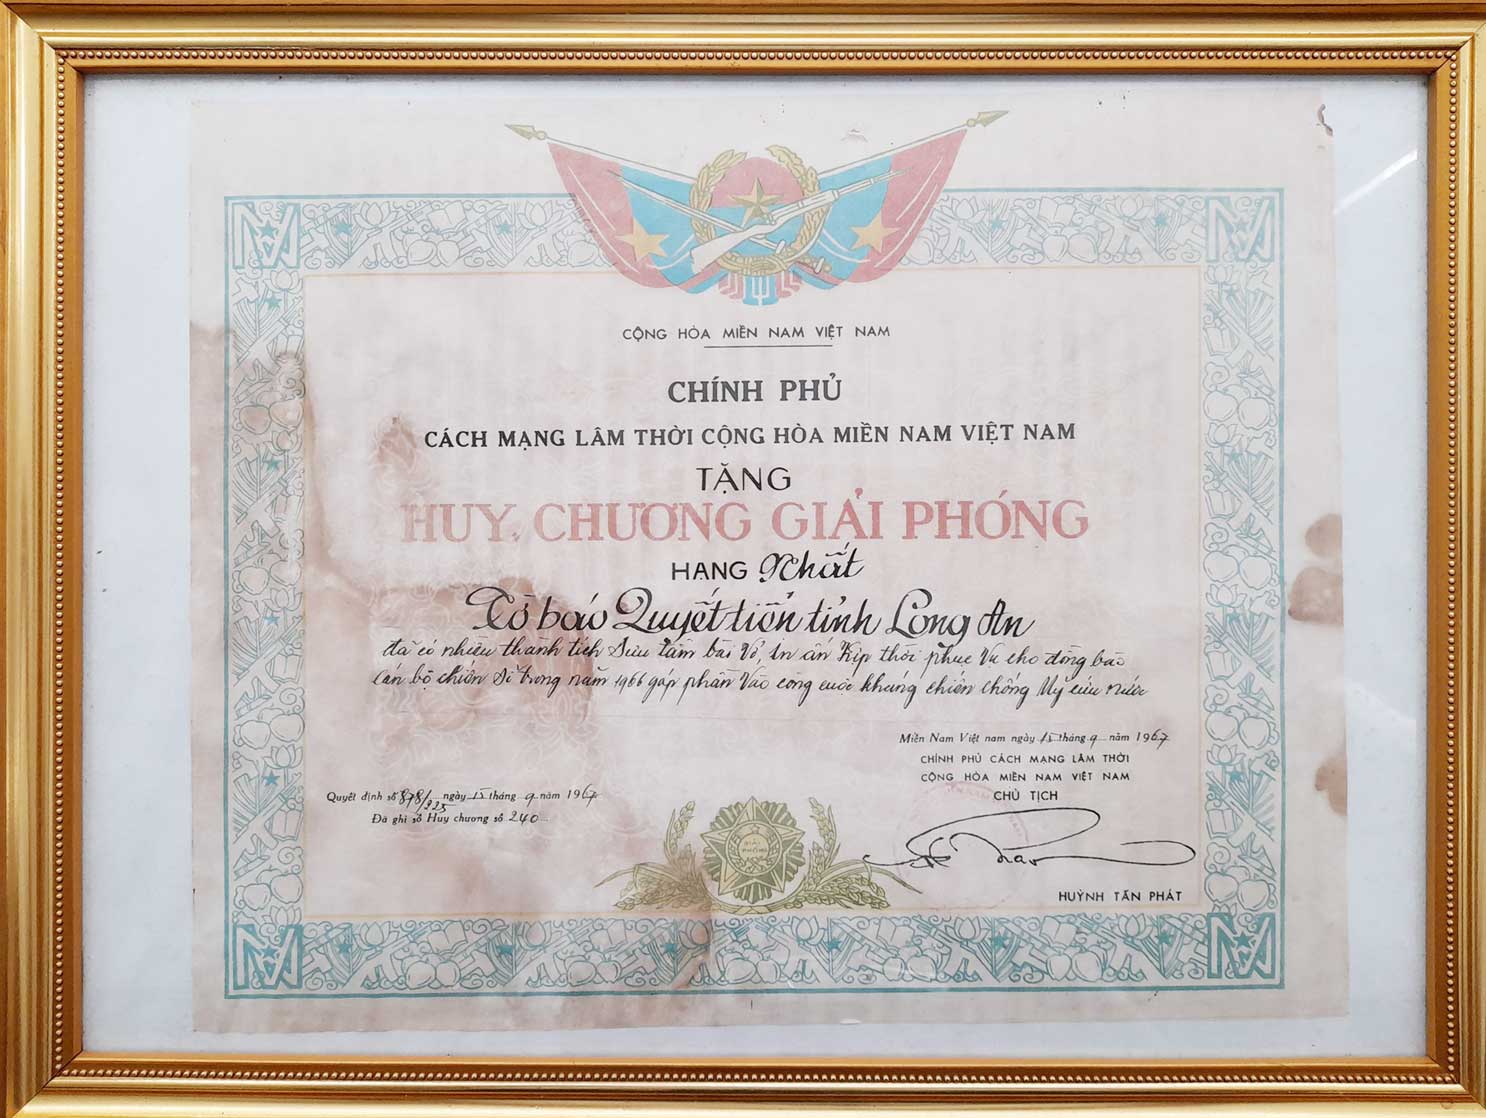 CỘNG HÒA MIỀN NAM VIỆT NAM
CHÍNH PHỦ
CÁCH MẠNG LÂM THỜI CỘNG HÒA MIỀN NAM VIỆT NAM
TẶNG
HUY CHƯƠNG GIẢI PHÓNG
HẠNG Nhất
Tờ báo Quyết tiến tỉnh Long An
đã có nhiều thành tích Sưu tầm bài Vở, In ấn Kịp thời phục Vụ cho đồng bào
cán bộ chiến Sĩ trong năm 1966 góp phần Vào công cuộc kháng chiến chống Mỹ cứu nước
Miền Nam Việt nam ngày 15 tháng 9 năm 1967
CHÍNH PHỦ CÁCH MẠNG LÂM THỜI
CỘNG HÒA MIỀN NAM VIỆT NAM
CHỦ TỊCH
Quyết định số 898/225 ngày 15 tháng 9 năm 1967
Đã ghi sổ Huy chương số 240
GIẢI PHÓNG
HUỲNH TẤN PHÁT